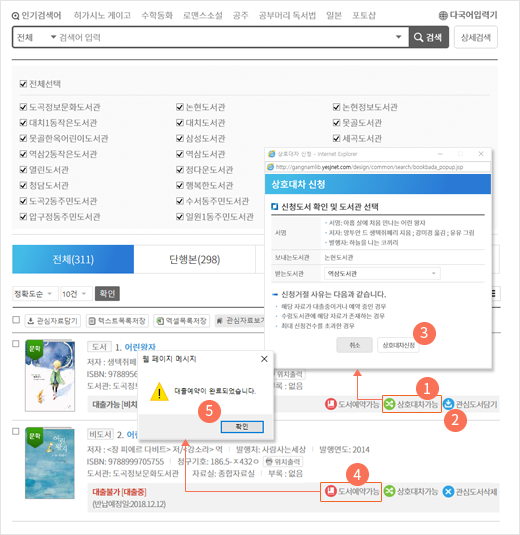 인기검색어 히가시노 게이고 수학동화 로맨스소설 공주 공부머리 독서법 일본 포토샵 다국어입력기
전체 검색어 입력 검색 상세검색
전체선택
도곡정보문화도서관 논현도서관 논현정보도서관
대치1동작은도서관 대치도서관 못골도서관
못골한옥어린이도서관 삼성도서관 세곡도서관
역삼2동작은도서관 역삼도서관
열린도서관 정다운도서관
청담도서관 행복한도서관
도곡2동주민도서관 수서동주민도서관
압구정동주민도서관 일원1동주민도서관
상호대차 신청 - Internet Explorer
http://gangnamlib.yesjnet.com/design/common/search/bookbada_popup.jsp
상호대차 신청
신청도서 확인 및 도서관 선택
서명
- 서명: 아홉 살에 처음 만나는 어린 왕자
- 저자: 앙투안 드 생텍쥐페리 지음 ; 강미경 옮김 ; 유유 그림
- 발행자: 하늘을 나는 코끼리
보내는도서관 논현도서관
받는도서관 역삼도서관
신청거절 사유는 다음과 같습니다.
- 해당 자료가 대출중이거나 예약 중인 경우
- 수령도서관에 해당 자료가 존재하는 경우
- 최대 신청건수를 초과한 경우
취소 상호대차신청
3
전체(311) 단행본(298)
정확도순 10건 확인
관심자료담기 텍스트목록저장 엑셀목록저장 관심자료보기
문학
도서 1. 어린왕자
저자 : 생텍쥐페
ISBN: 978895 위치출력
도서관: 도곡정 부록 : 없음
대출가능 [비치 도서예약가능 상호대차가능 관심도서담기
1
2
웹 페이지 메시지
대출예약이 완료되었습니다.
5
확인
문학
어린 왕자
비도서 2. 어린
저자 : <장 피에르 다비트> 저/<강소라> 역 발행처: 사람사는세상 발행연도: 2014
ISBN: 9788999705755 청구기호: 186.5-ㅈ432ㅇ 위치출력
도서관: 도곡정보문화도서관 자료실: 종합자료실 부록 : 없음
4
대출불가 [대출중] 도서예약가능 상호대차가능 관심도서삭제
(반납예정일:2018.12.12)